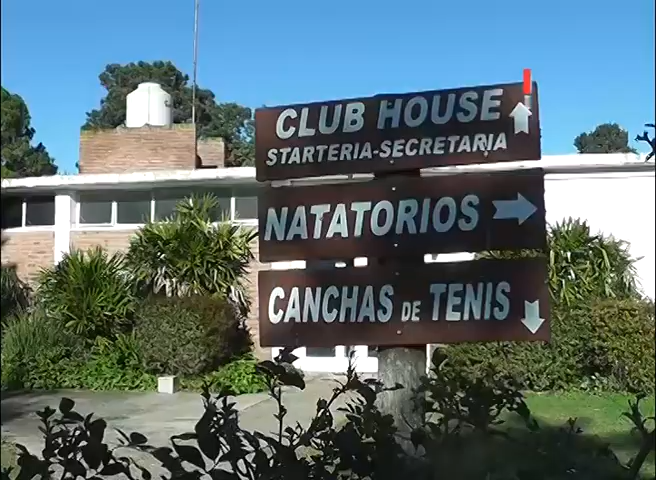 CLUB HOUSE
STARTERIA-SECRETARIA
NATATORIOS
CANCHAS DE TENIS